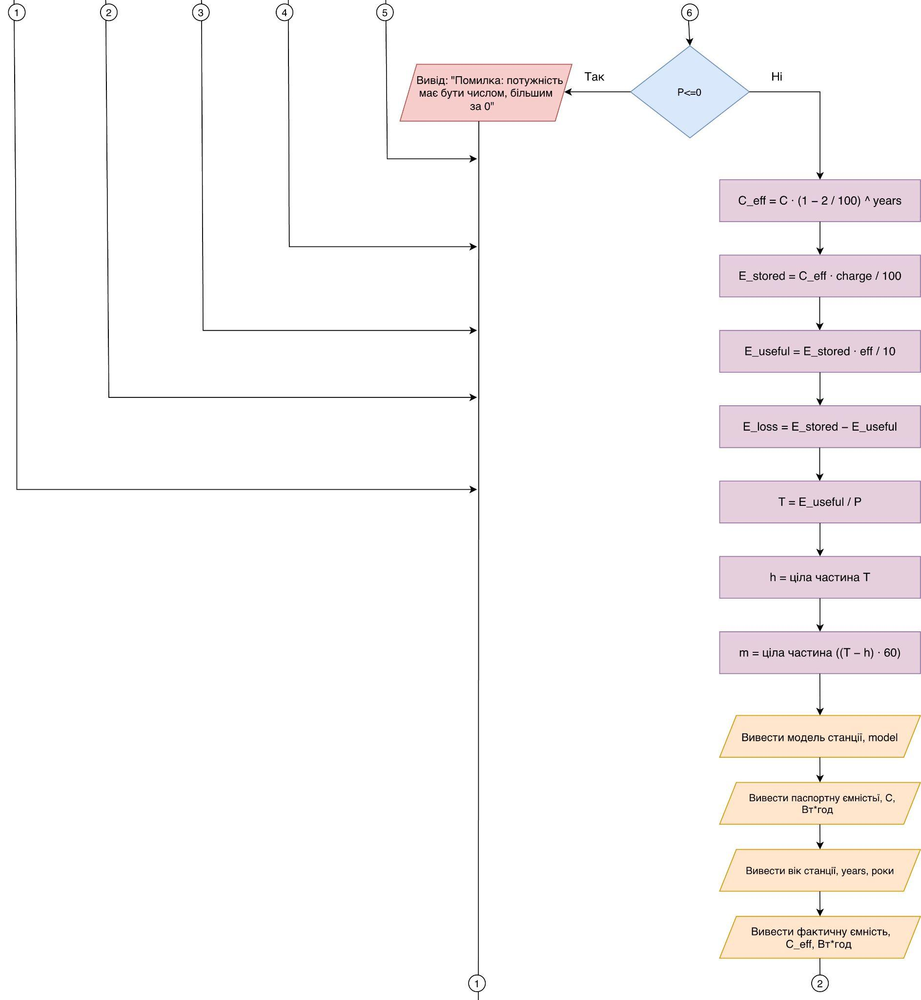 1
2
3
4
5
6
Вивід: "Помилка: потужність
має бути числом, більшим
за 0"
Так
P<=0
Ні
C_eff = C · (1 − 2 / 100) ^ years
E_stored = C_eff · charge / 100
E_useful = E_stored · eff / 10
E_loss = E_stored − E_useful
T = E_useful / P
h = ціла частина T
m = ціла частина ((T − h) · 60)
Вивести модель станції, model
Вивести паспортну ємністьї, C,
Вт*год
Вивести вік станції, years, роки
Вивести фактичну ємність,
C_eff, Вт*год
1
2